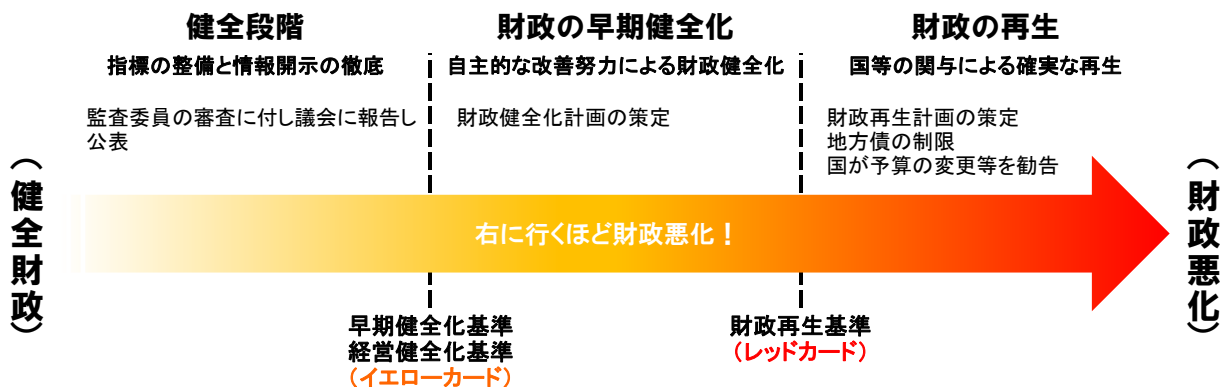 健全段階
財政の早期健全化
財政の再生
指標の整備と情報開示の徹底
自主的な改善努力による財政健全化
国等の関与による確実な再生
監査委員の審査に付し議会に報告し
公表
財政健全化計画の策定
財政再生計画の策定
地方債の制限
国が予算の変更等を勧告
（健全財政）
右に行くほど財政悪化！
（財政悪化）
早期健全化基準
経営健全化基準
（イエローカード）
財政再生基準
（レッドカード）